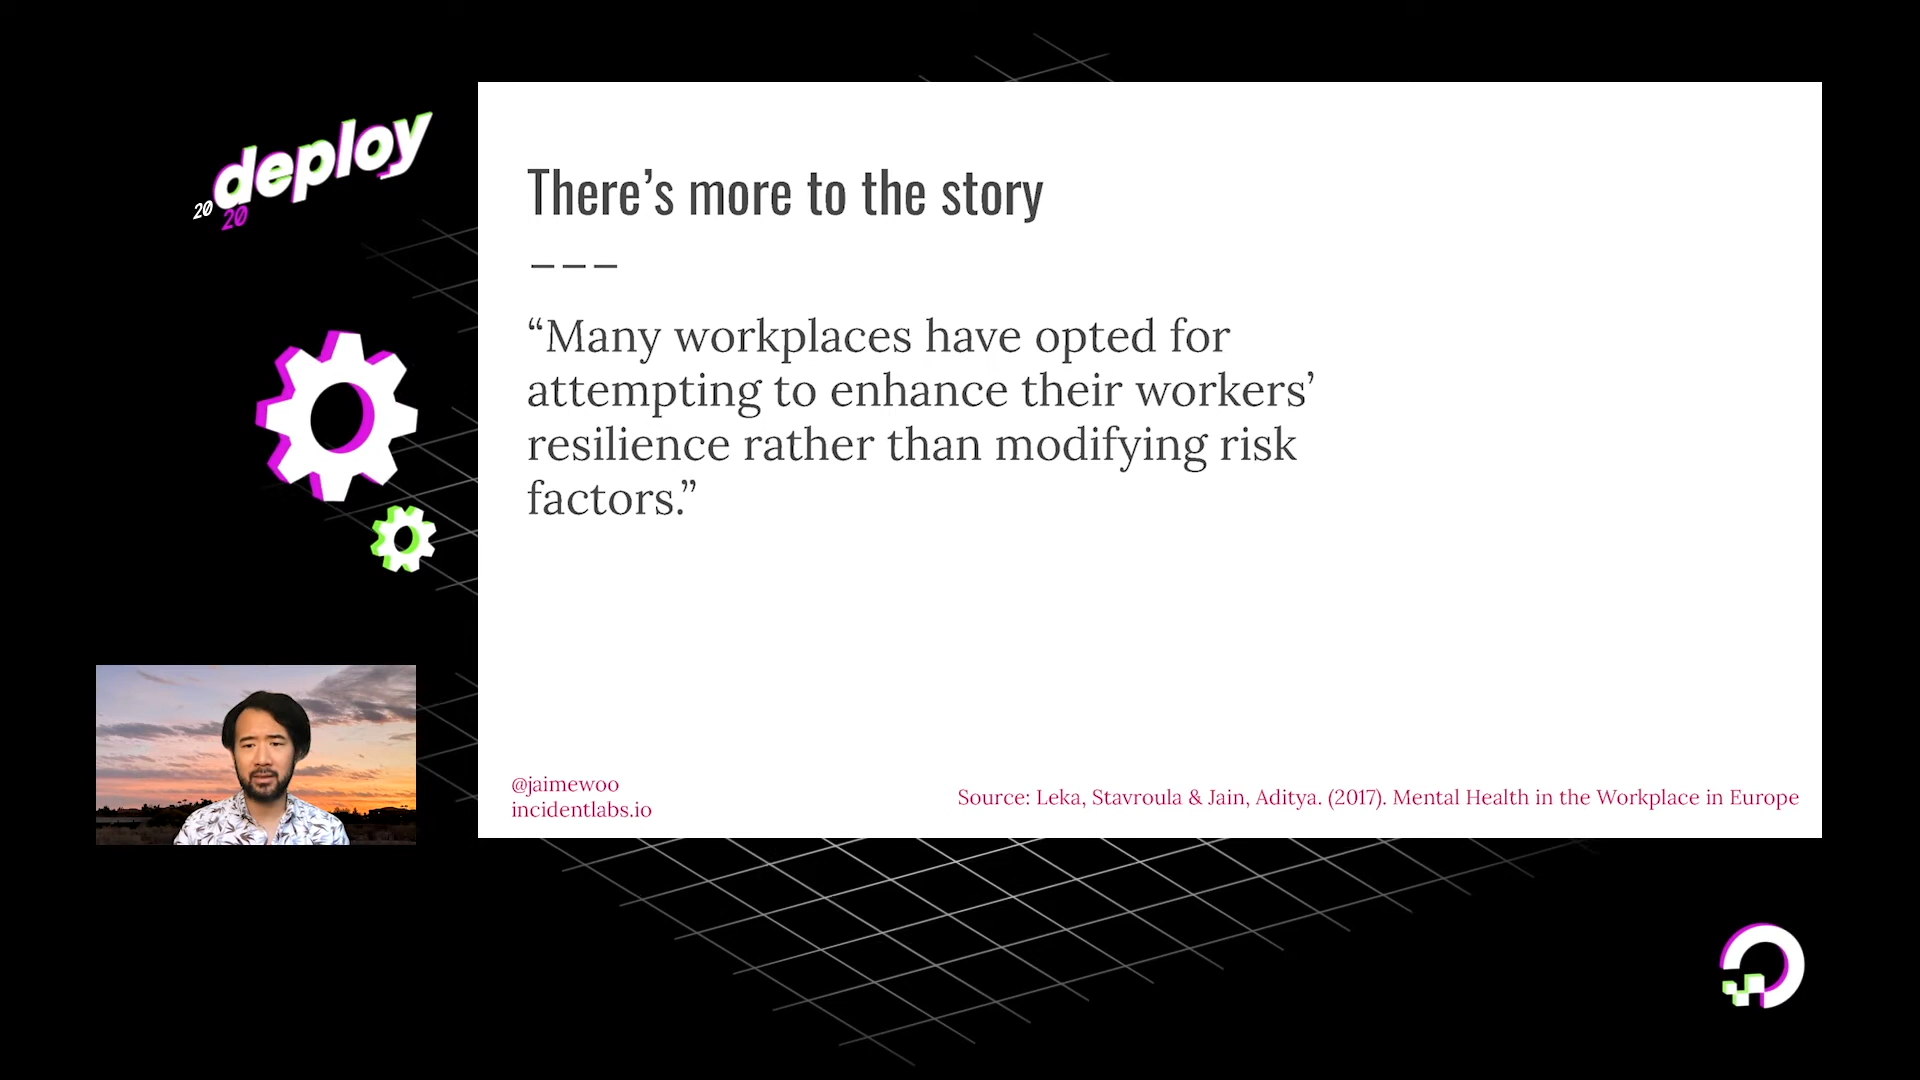 deploy
20
20
There’s more to the story
–––
“Many workplaces have opted for
attempting to enhance their workers’
resilience rather than modifying risk
factors.”
@jaimewoo
incidentlabs.io
Source: Leka, Stavroula & Jain, Aditya. (2017). Mental Health in the Workplace in Europe